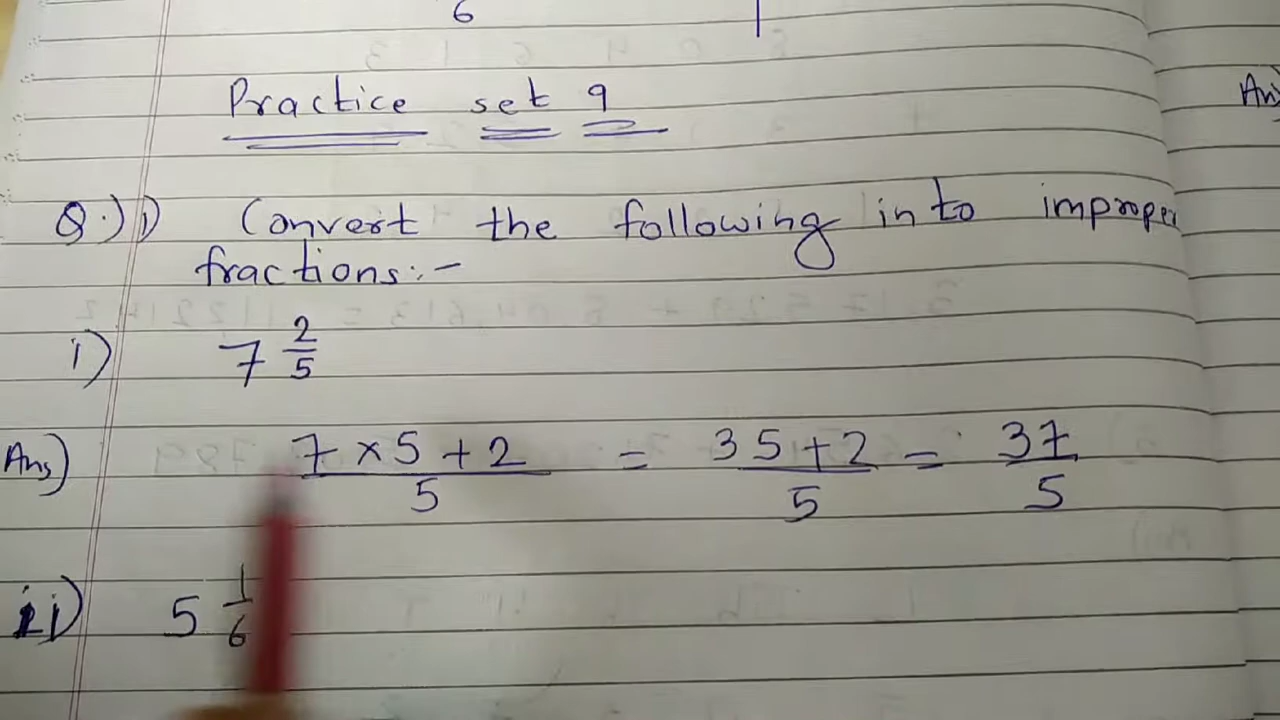 6
Practice set 9
Q.) 1) Convert the following into improper
fractions:-
i) 7 2/5
Ans) 7 × 5 + 2 / 5 = 35 + 2 / 5 = 37 / 5
ii) 5 1/6